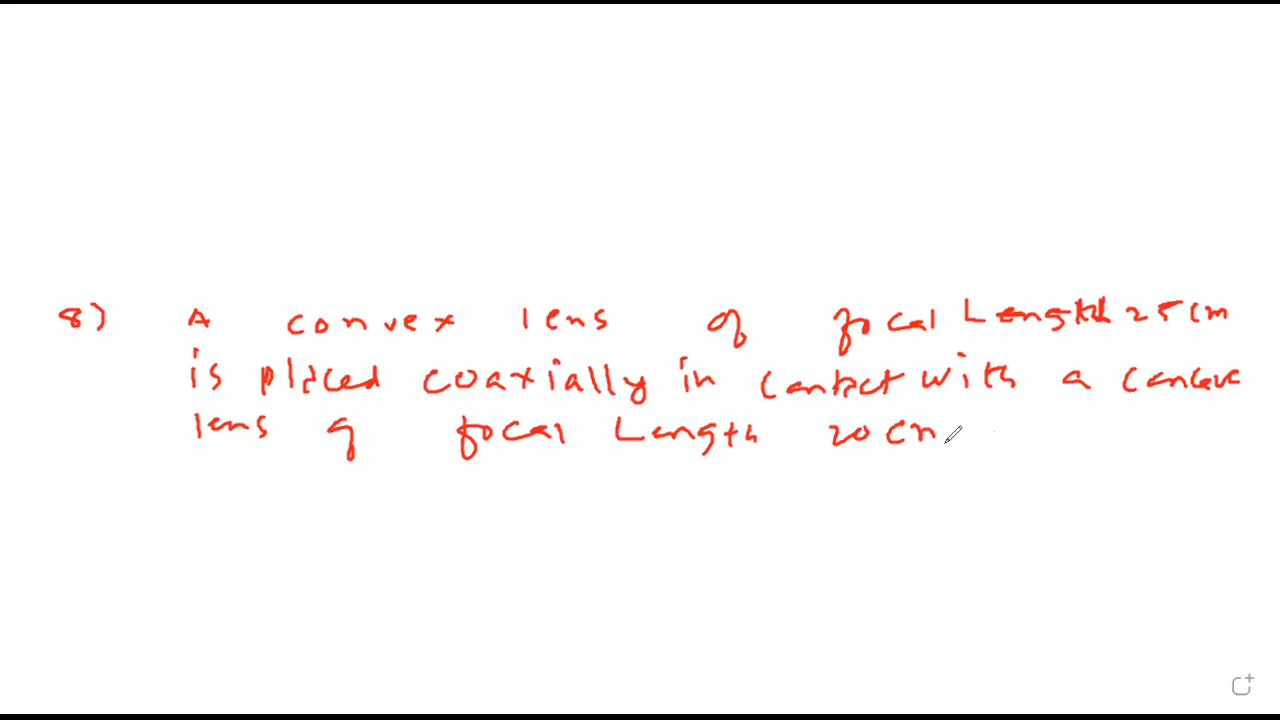 8) A convex lens of focal Length 25cm
is placed coaxially in contact with a concave
lens of focal Length 20cm